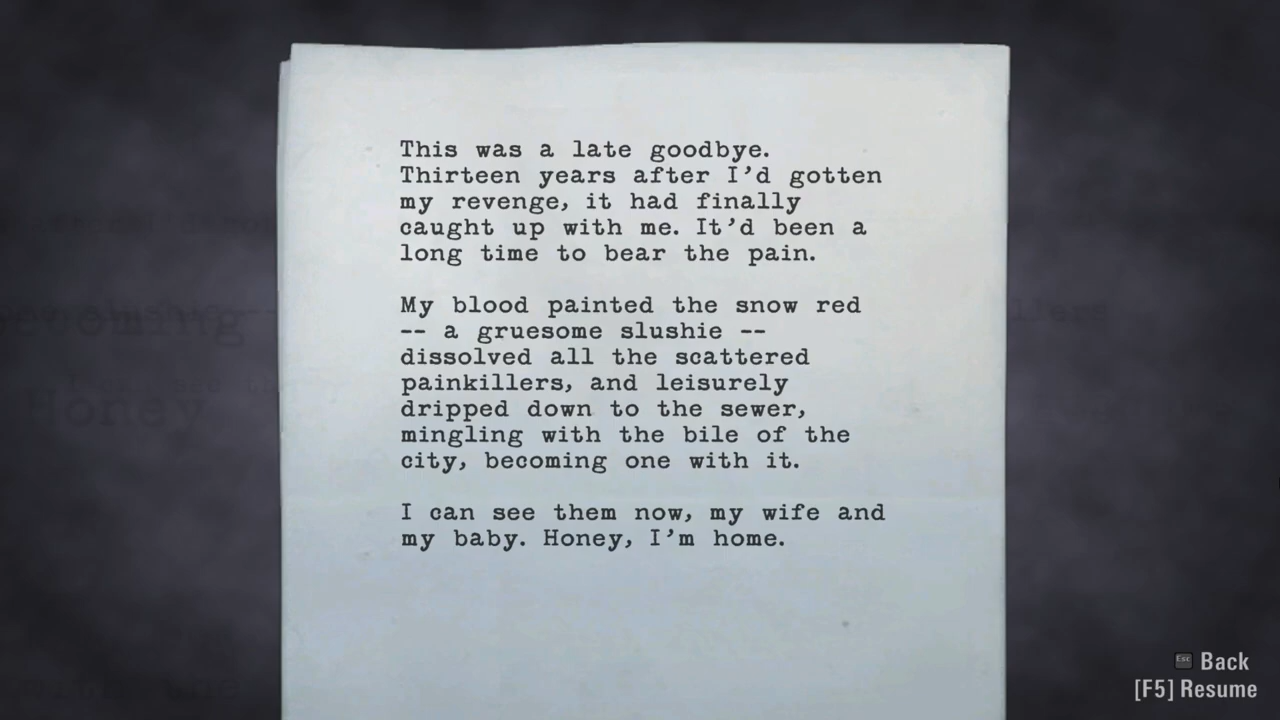 This was a late goodbye.
Thirteen years after I'd gotten
my revenge, it had finally
caught up with me. It'd been a
long time to bear the pain.
My blood painted the snow red
-- a gruesome slushie --
dissolved all the scattered
painkillers, and leisurely
dripped down to the sewer,
mingling with the bile of the
city, becoming one with it.
I can see them now, my wife and
my baby. Honey, I'm home.
becoming
Honey
Esc Back
[F5] Resume